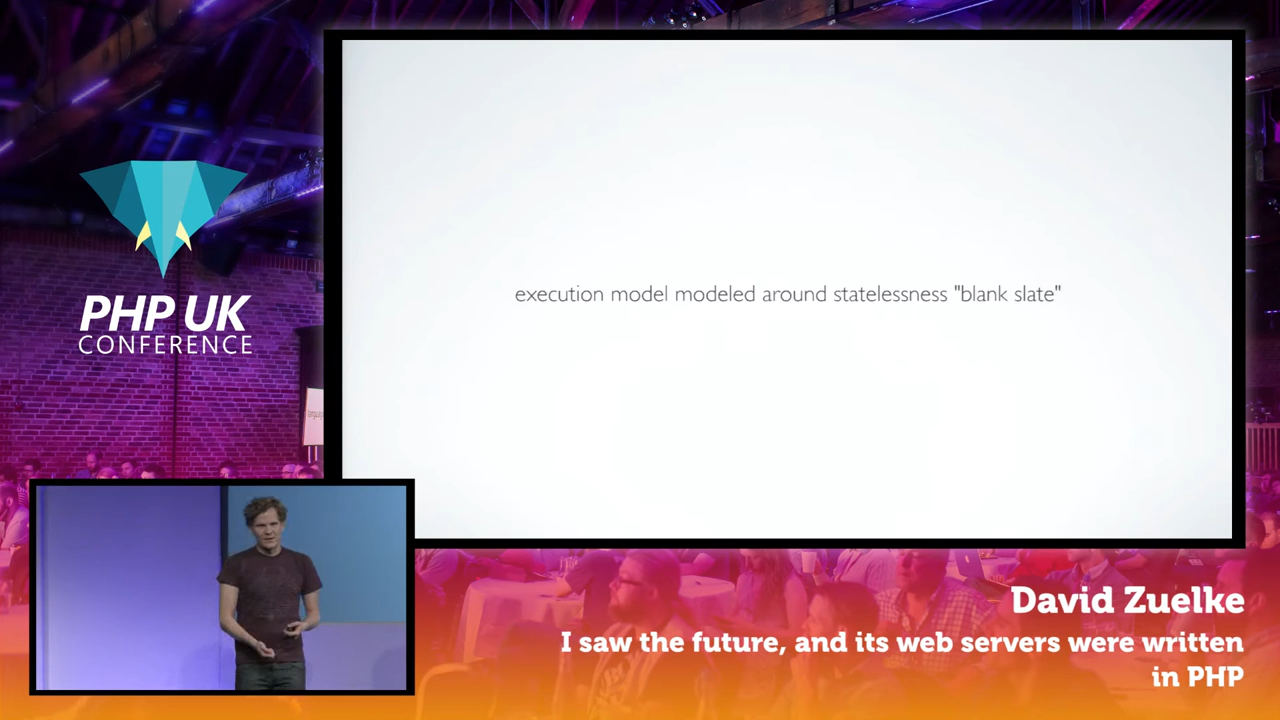 execution model modeled around statelessness "blank slate"
PHP UK
CONFERENCE
David Zuelke
I saw the future, and its web servers were written
in PHP